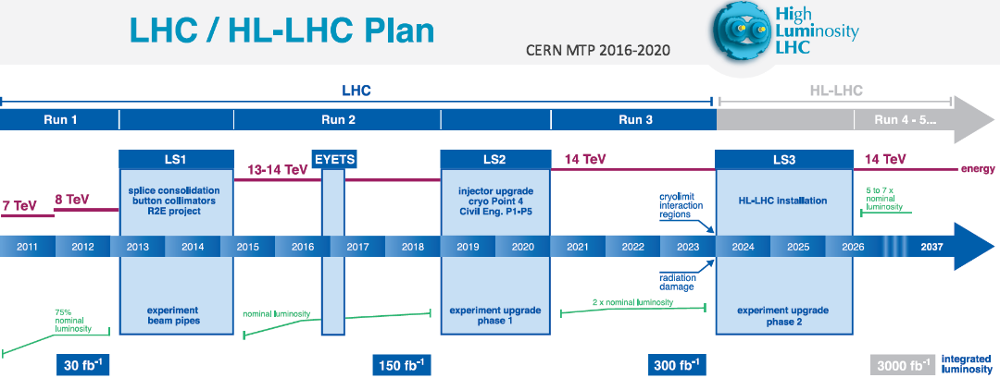 LHC / HL-LHC Plan
CERN MTP 2016-2020
High
Luminosity
LHC
LHC
HL-LHC
Run 1
Run 2
Run 3
Run 4 - 5...
LS1
EYETS
LS2
LS3
7 TeV
8 TeV
13-14 TeV
14 TeV
14 TeV
energy
splice consolidation
button collimators
R2E project
injector upgrade
cryo Point 4
Civil Eng. P1-P5
cryolimit
interaction
regions
HL-LHC installation
5 to 7 x
nominal
luminosity
2011 2012 2013 2014 2015 2016 2017 2018 2019 2020 2021 2022 2023 2024 2025 2026 2037
radiation
damage
75%
nominal
luminosity
experiment
beam pipes
nominal luminosity
experiment upgrade
phase 1
2 x nominal luminosity
experiment upgrade
phase 2
30 fb-1
150 fb-1
300 fb-1
3000 fb-1
integrated
luminosity